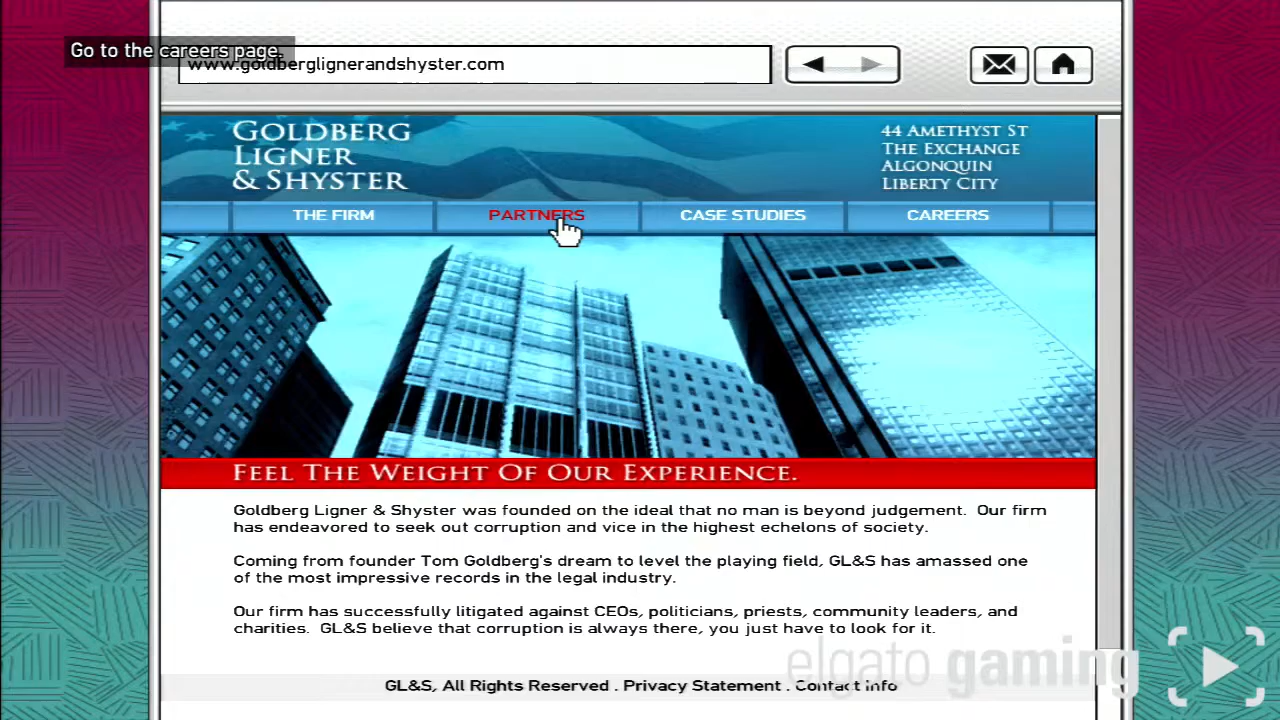 Go to the careers page.
www.goldberglignerandshyster.com
GOLDBERG
LIGNER
& SHYSTER
44 AMETHYST ST
THE EXCHANGE
ALGONQUIN
LIBERTY CITY
THE FIRM
PARTNERS
CASE STUDIES
CAREERS
FEEL THE WEIGHT OF OUR EXPERIENCE.
Goldberg Ligner & Shyster was founded on the ideal that no man is beyond judgement. Our firm
has endeavored to seek out corruption and vice in the highest echelons of society.
Coming from founder Tom Goldberg's dream to level the playing field, GL&S has amassed one
of the most impressive records in the legal industry.
Our firm has successfully litigated against CEOs, politicians, priests, community leaders, and
charities. GL&S believe that corruption is always there, you just have to look for it.
elgato gaming
GL&S, All Rights Reserved . Privacy Statement . Contact Info